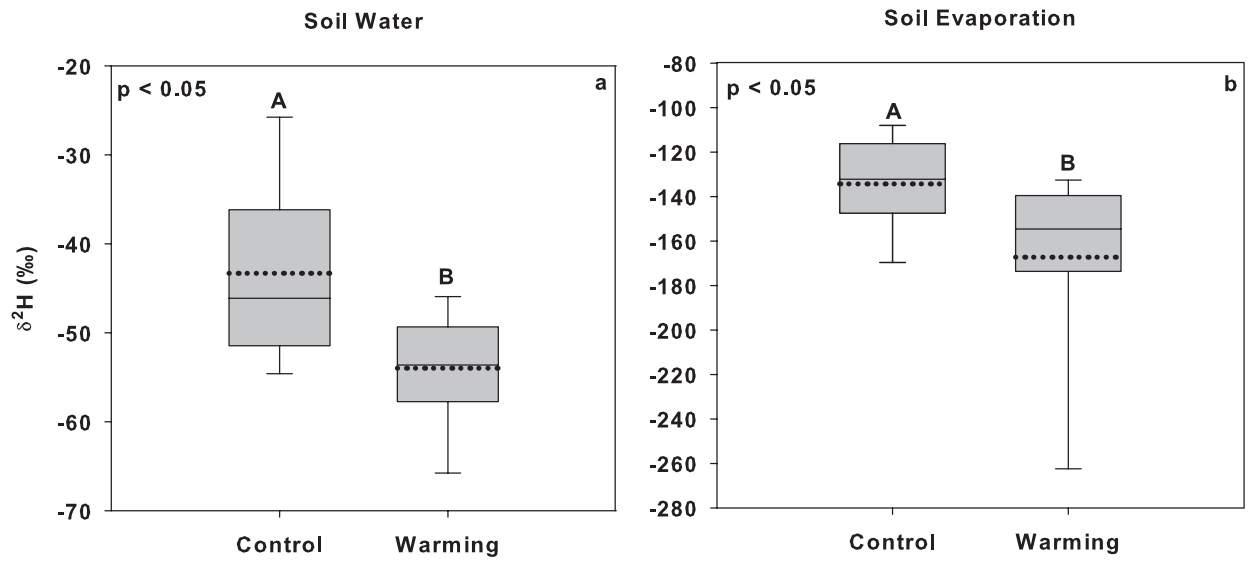 Soil Water
Soil Evaporation
p < 0.05
a
A
B
-20
-30
-40
-50
-60
-70
δ²H (‰)
Control
Warming
p < 0.05
b
A
B
-80
-100
-120
-140
-160
-180
-200
-220
-240
-260
-280
Control
Warming